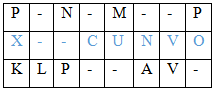 P - N - M - - P
X - - C U N V O
K L P - - A V -